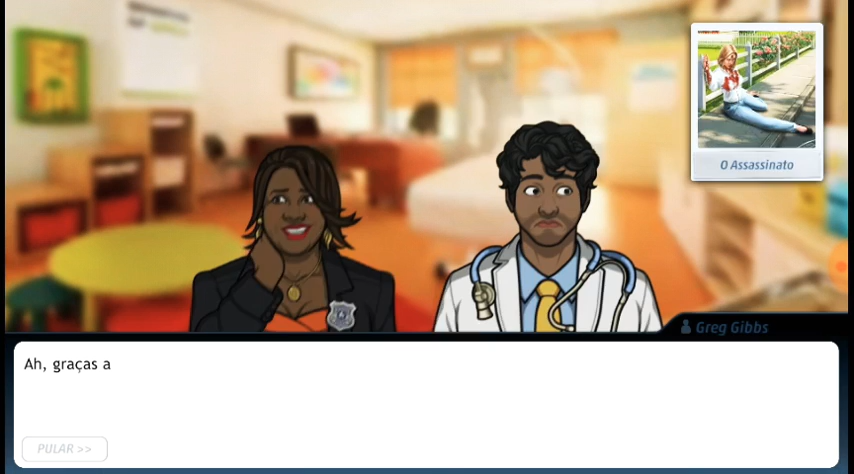 O Assassinato
Greg Gibbs
Ah, graças a
PULAR >>